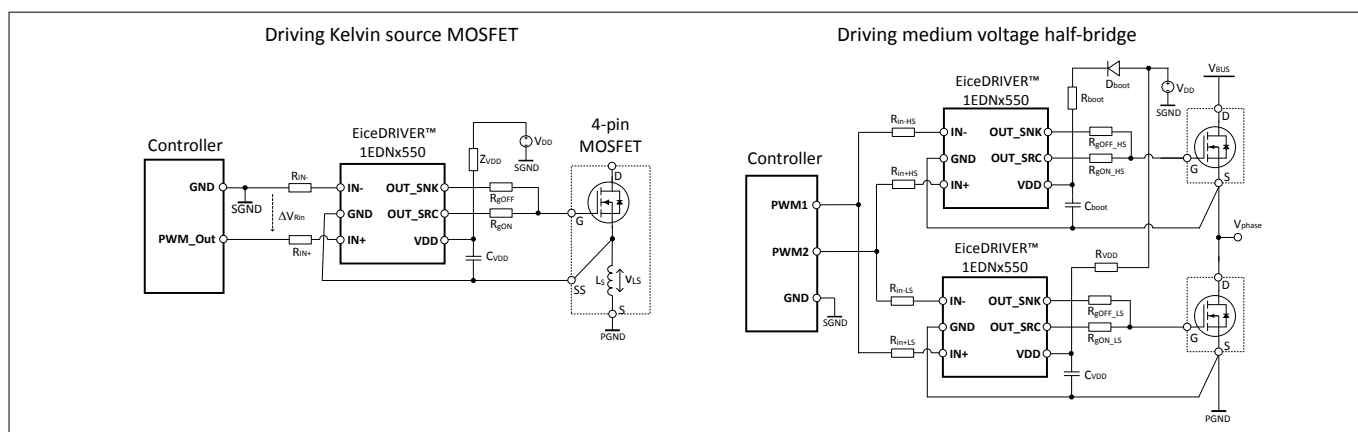 Driving Kelvin source MOSFET
Controller
GND
PWM_Out
SGND
RIN-
ΔVRin
RIN+
EiceDRIVER™
1EDNx550
IN-
GND
IN+
OUT_SNK
OUT_SRC
VDD
ZVDD
VDD
SGND
RgOFF
RgON
CVDD
4-pin
MOSFET
D
G
SS
LS
VLS
S
PGND
Driving medium voltage half-bridge
Controller
PWM1
PWM2
GND
SGND
Rin-HS
Rin+HS
Rin-LS
Rin+LS
EiceDRIVER™
1EDNx550
IN-
GND
IN+
OUT_SNK
OUT_SRC
VDD
Rboot
Dboot
VDD
SGND
RgOFF_HS
RgON_HS
Cboot
VBUS
D
G
S
Vphase
EiceDRIVER™
1EDNx550
IN-
GND
IN+
OUT_SNK
OUT_SRC
VDD
RVDD
RgOFF_LS
RgON_LS
CVDD
D
G
S
PGND